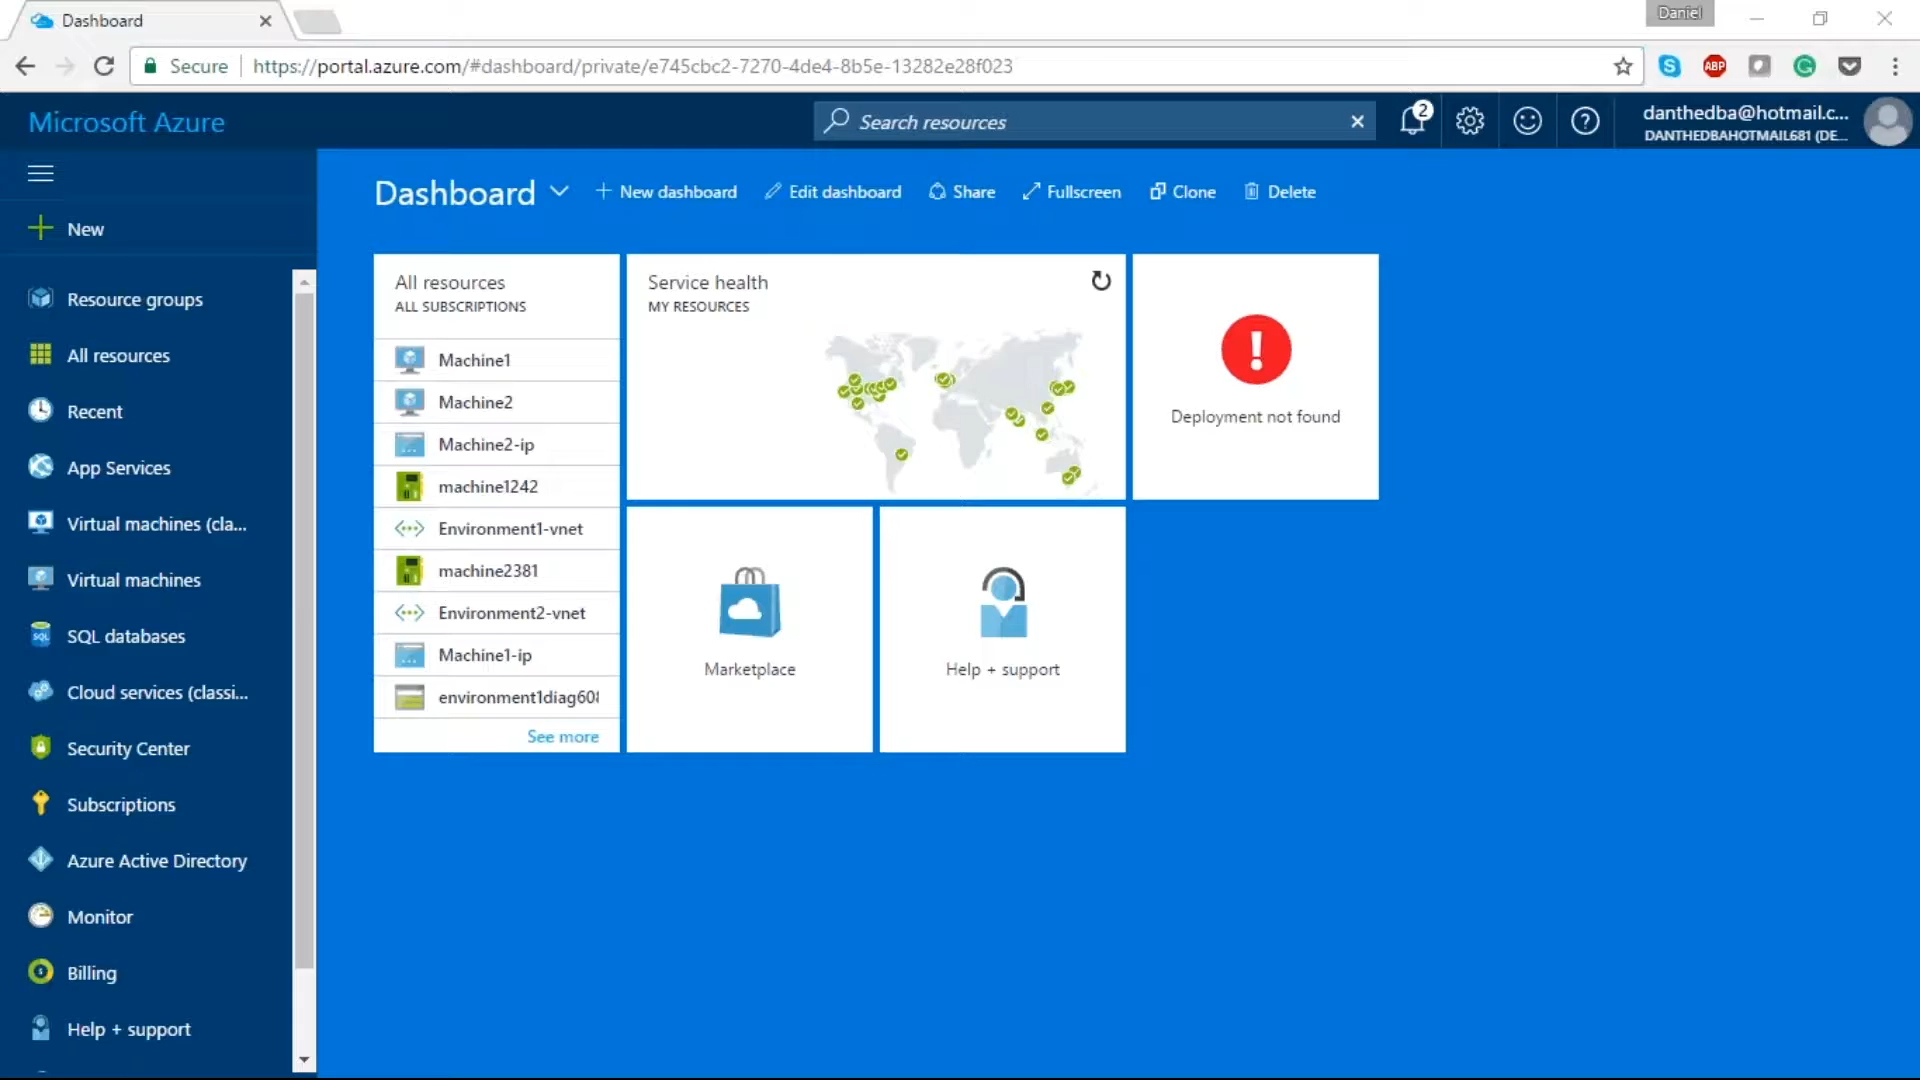 Dashboard
Daniel
Secure
https://portal.azure.com/#dashboard/private/e745cbc2-7270-4de4-8b5e-13282e28f023
ABP
Microsoft Azure
Search resources
2
danthedba@hotmail.c...
DANTHEDBAHOTMAIL681 (DE...
Dashboard
New dashboard
Edit dashboard
Share
Fullscreen
Clone
Delete
New
Resource groups
All resources
Recent
App Services
Virtual machines (cla...
Virtual machines
SQL databases
Cloud services (classi...
Security Center
Subscriptions
Azure Active Directory
Monitor
Billing
Help + support
All resources
ALL SUBSCRIPTIONS
Machine1
Machine2
Machine2-ip
machine1242
Environment1-vnet
machine2381
Environment2-vnet
Machine1-ip
environment1diag608
See more
Service health
MY RESOURCES
Deployment not found
Marketplace
Help + support